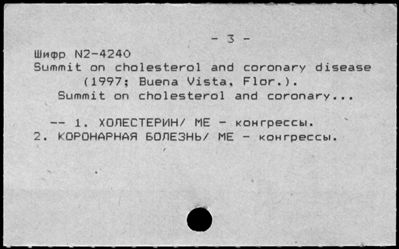 - 3 -
Шифр N2-4240
Summit on cholesterol and coronary disease
(1997; Buena Vista, Flor.).
Summit on cholesterol and coronary...
-- 1. ХОЛЕСТЕРИН/ МЕ - конгрессы.
2. КОРОНАРНАЯ БОЛЕЗНЬ/ МЕ - конгрессы.